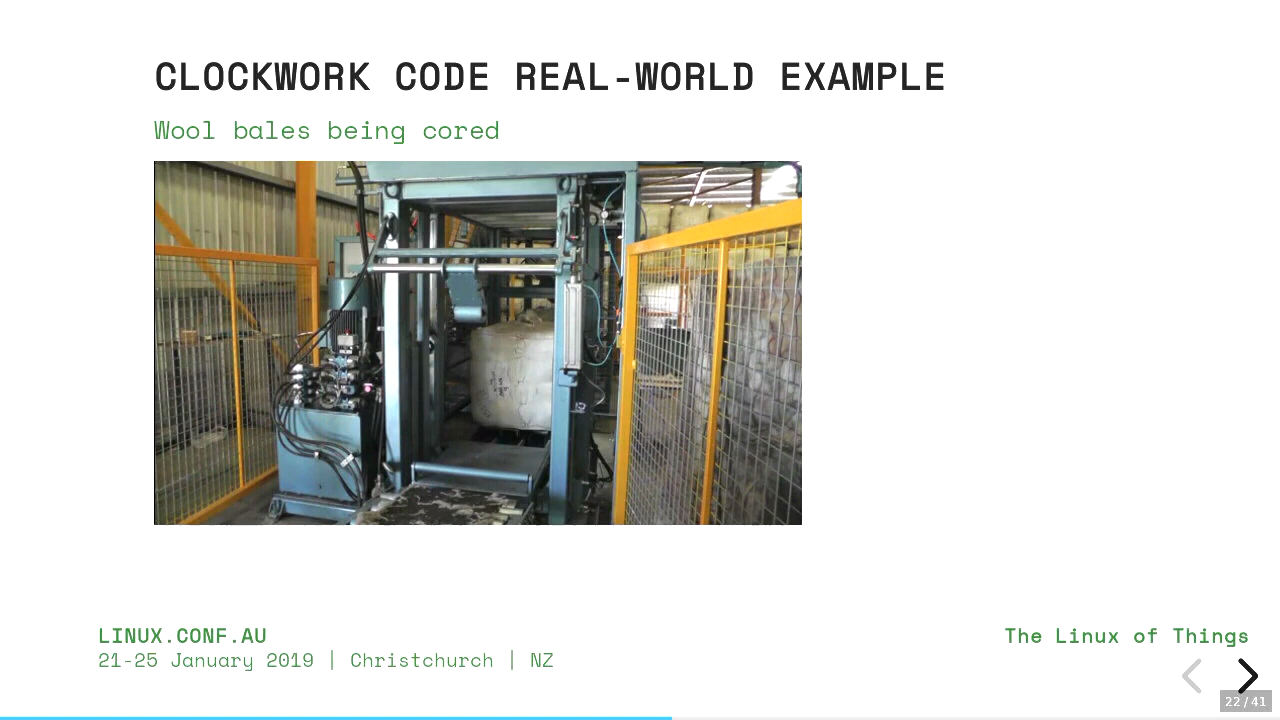 CLOCKWORK CODE REAL-WORLD EXAMPLE
Wool bales being cored
LINUX.CONF.AU
21-25 January 2019 | Christchurch | NZ
The Linux of Things
22/41